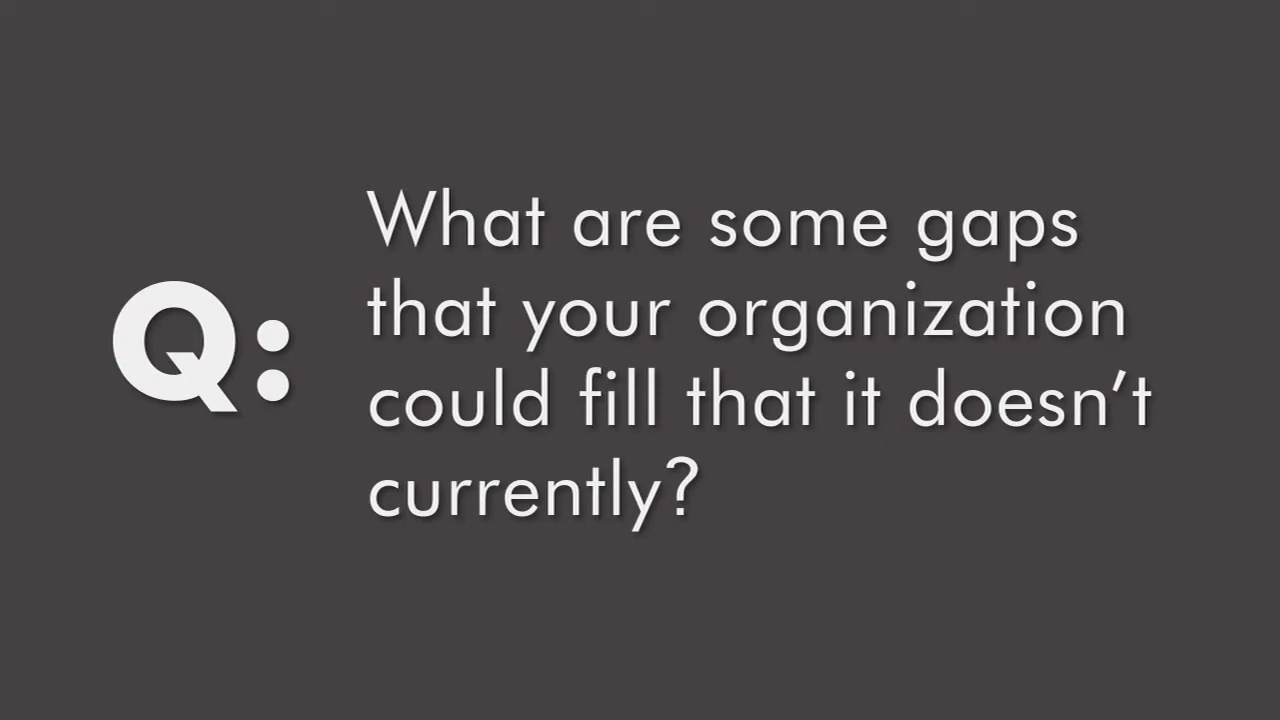 Q:
What are some gaps
that your organization
could fill that it doesn’t
currently?